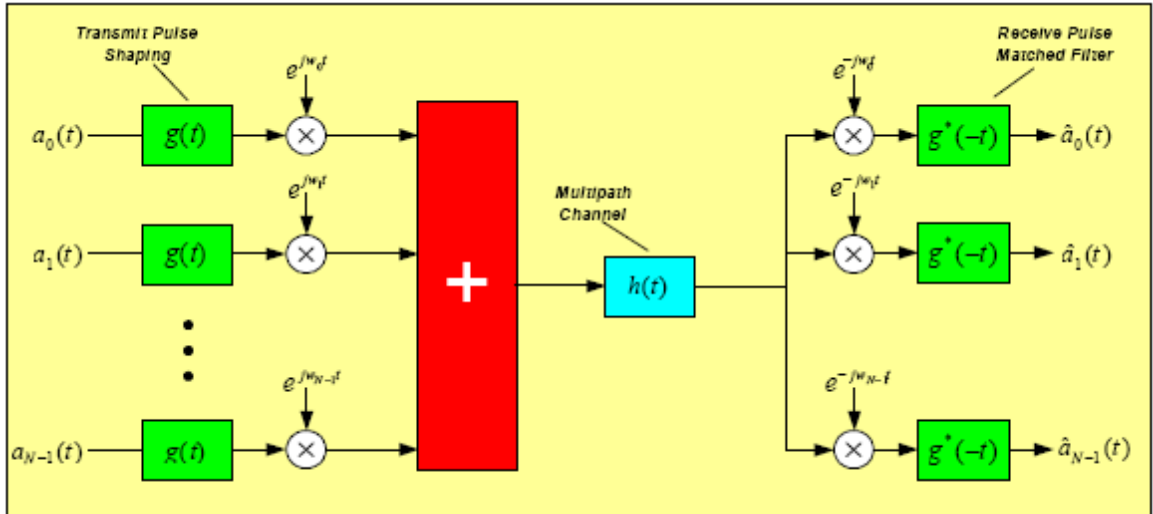 Transmit Pulse
Shaping
Receive Pulse
Matched Filter
e^{jw_0t}
e^{-jw_0t}
a_0(t)
g(t)
×
×
g^*(-t)
â_0(t)
Multipath
Channel
e^{jw_1t}
e^{-jw_1t}
a_1(t)
g(t)
×
+
h(t)
×
g^*(-t)
â_1(t)
e^{jw_{N-1}t}
e^{-jw_{N-1}t}
a_{N-1}(t)
g(t)
×
×
g^*(-t)
â_{N-1}(t)